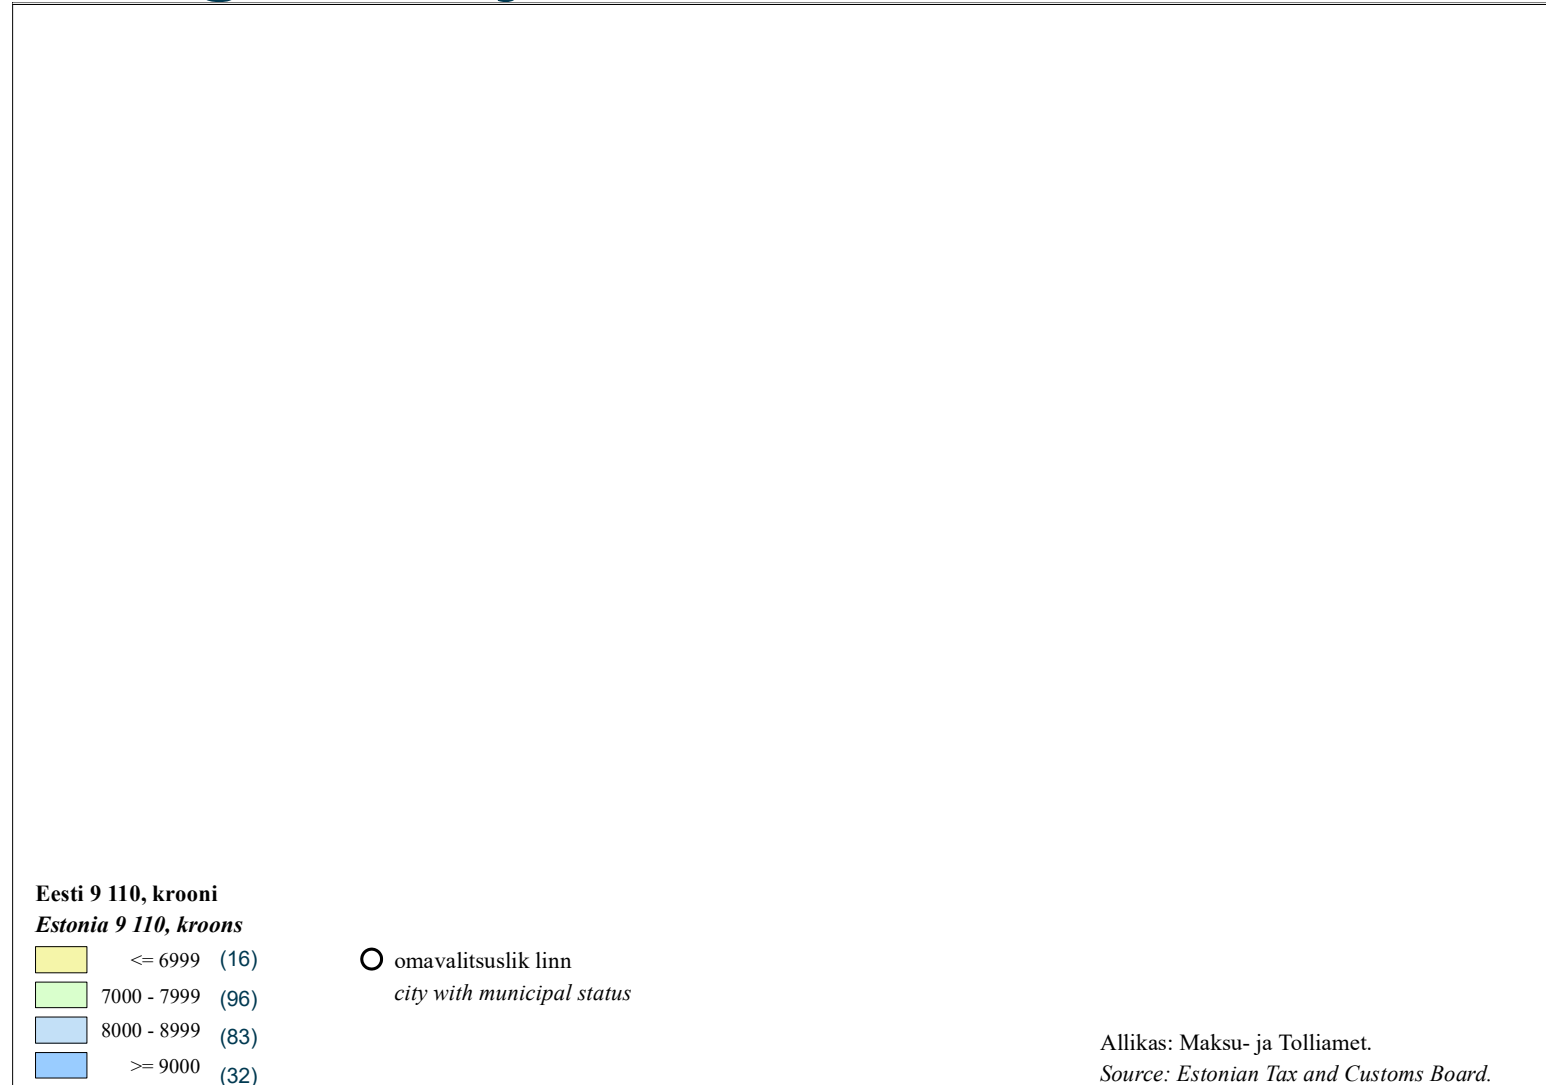 Eesti 9 110, krooni
Estonia 9 110, kroons
<= 6999 (16)
7000 - 7999 (96)
8000 - 8999 (83)
>= 9000 (32)
omavalitsuslik linn
city with municipal status
Allikas: Maksu- ja Tolliamet.
Source: Estonian Tax and Customs Board.